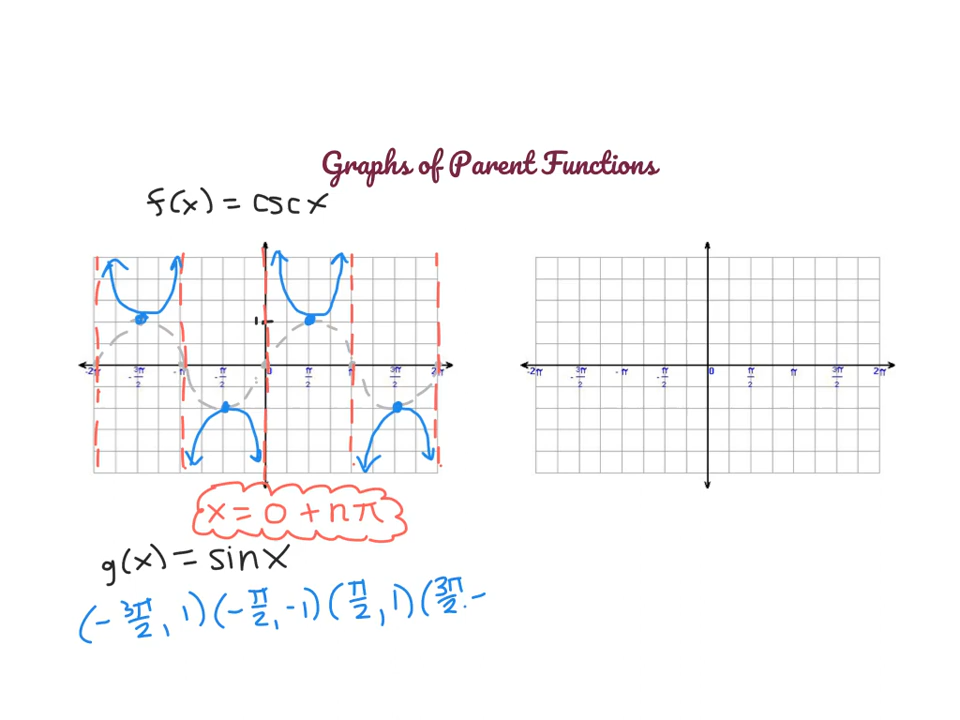 Graphs of Parent Functions
f(x) = csc x
1
-2π -3π/2 -π -π/2 0 π/2 π 3π/2 2π
-2π -3π/2 -π -π/2 0 π/2 π 3π/2 2π
x = 0 + nπ
g(x) = sin x
(-3π/2, 1) (-π/2, -1) (π/2, 1) (3π/2. -